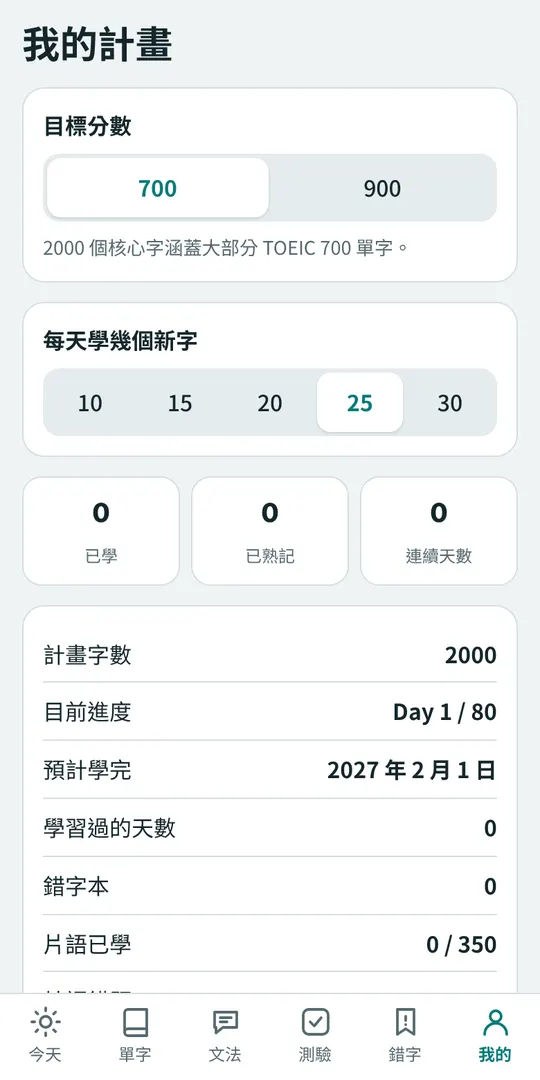 我的計畫
目標分數
700 900
2000 個核心字涵蓋大部分 TOEIC 700 單字。
每天學幾個新字
10 15 20 25 30
0 0 0
已學 已熟記 連續天數
計畫字數 2000
目前進度 Day 1 / 80
預計學完 2027 年 2 月 1 日
學習過的天數 0
錯字本 0
片語已學 0 / 350
今天 單字 文法 測驗 錯字 我的